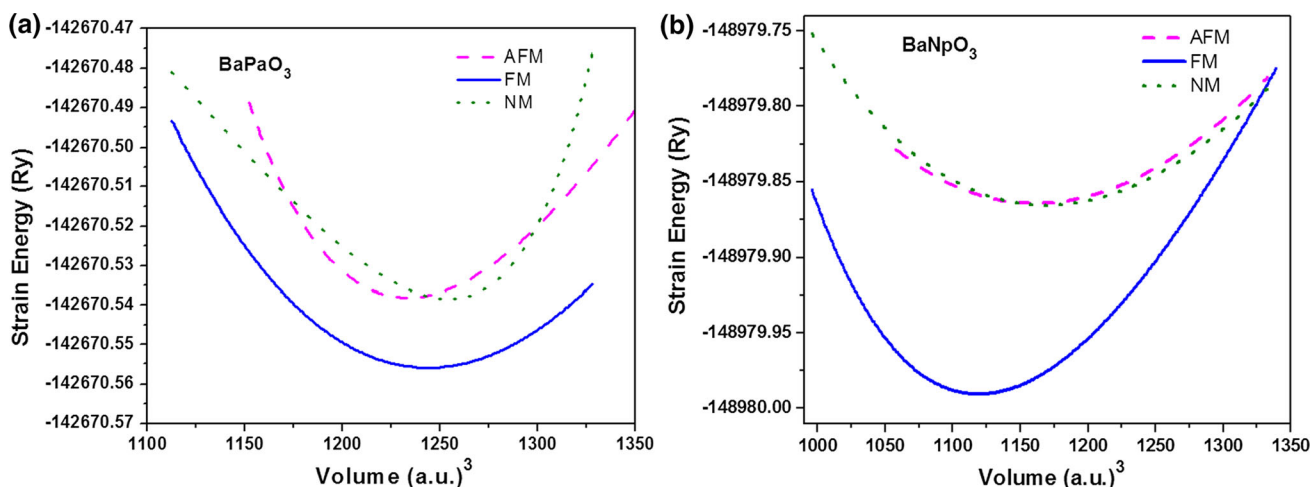 (a)
-142670.47
-142670.48
-142670.49
-142670.50
-142670.51
-142670.52
-142670.53
-142670.54
-142670.55
-142670.56
-142670.57
Strain Energy (Ry)
BaPaO3
AFM
FM
NM
1100 1150 1200 1250 1300 1350
Volume (a.u.)^3
(b)
-148979.75
-148979.80
-148979.85
-148979.90
-148979.95
-148980.00
Strain Energy (Ry)
BaNpO3
AFM
FM
NM
1000 1050 1100 1150 1200 1250 1300 1350
Volume (a.u.)^3